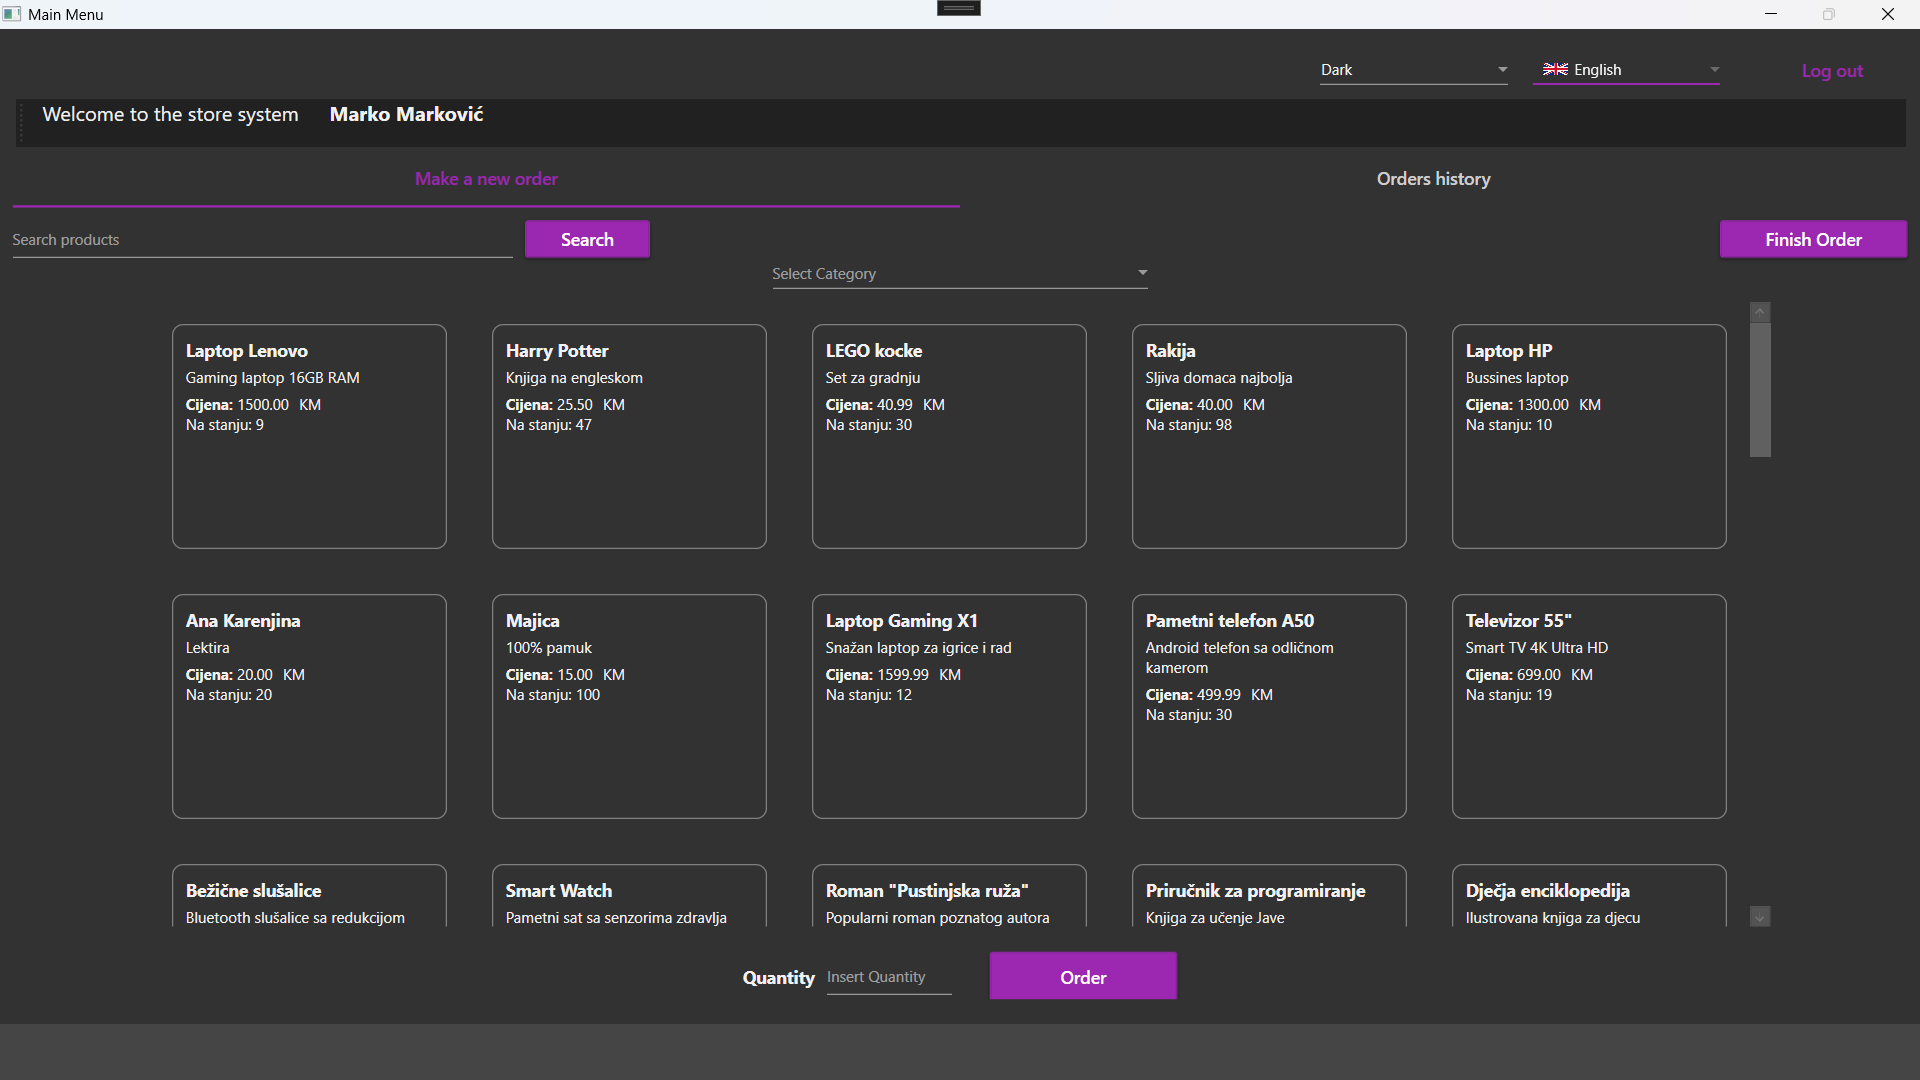 Main Menu
Dark
English
Log out
Welcome to the store system Marko Marković
Make a new order
Orders history
Search products
Search
Finish Order
Select Category
Laptop Lenovo
Gaming laptop 16GB RAM
Cijena: 1500.00 KM
Na stanju: 9
Harry Potter
Knjiga na engleskom
Cijena: 25.50 KM
Na stanju: 47
LEGO kocke
Set za gradnju
Cijena: 40.99 KM
Na stanju: 30
Rakija
Sljiva domaca najbolja
Cijena: 40.00 KM
Na stanju: 98
Laptop HP
Bussines laptop
Cijena: 1300.00 KM
Na stanju: 10
Ana Karenjina
Lektira
Cijena: 20.00 KM
Na stanju: 20
Majica
100% pamuk
Cijena: 15.00 KM
Na stanju: 100
Laptop Gaming X1
Snažan laptop za igrice i rad
Cijena: 1599.99 KM
Na stanju: 12
Pametni telefon A50
Android telefon sa odličnom
kamerom
Cijena: 499.99 KM
Na stanju: 30
Televizor 55"
Smart TV 4K Ultra HD
Cijena: 699.00 KM
Na stanju: 19
Bežične slušalice
Bluetooth slušalice sa redukcijom
Smart Watch
Pametni sat sa senzorima zdravlja
Roman "Pustinjska ruža"
Popularni roman poznatog autora
Priručnik za programiranje
Knjiga za učenje Jave
Dječja enciklopedija
Ilustrovana knjiga za djecu
Quantity
Insert Quantity
Order